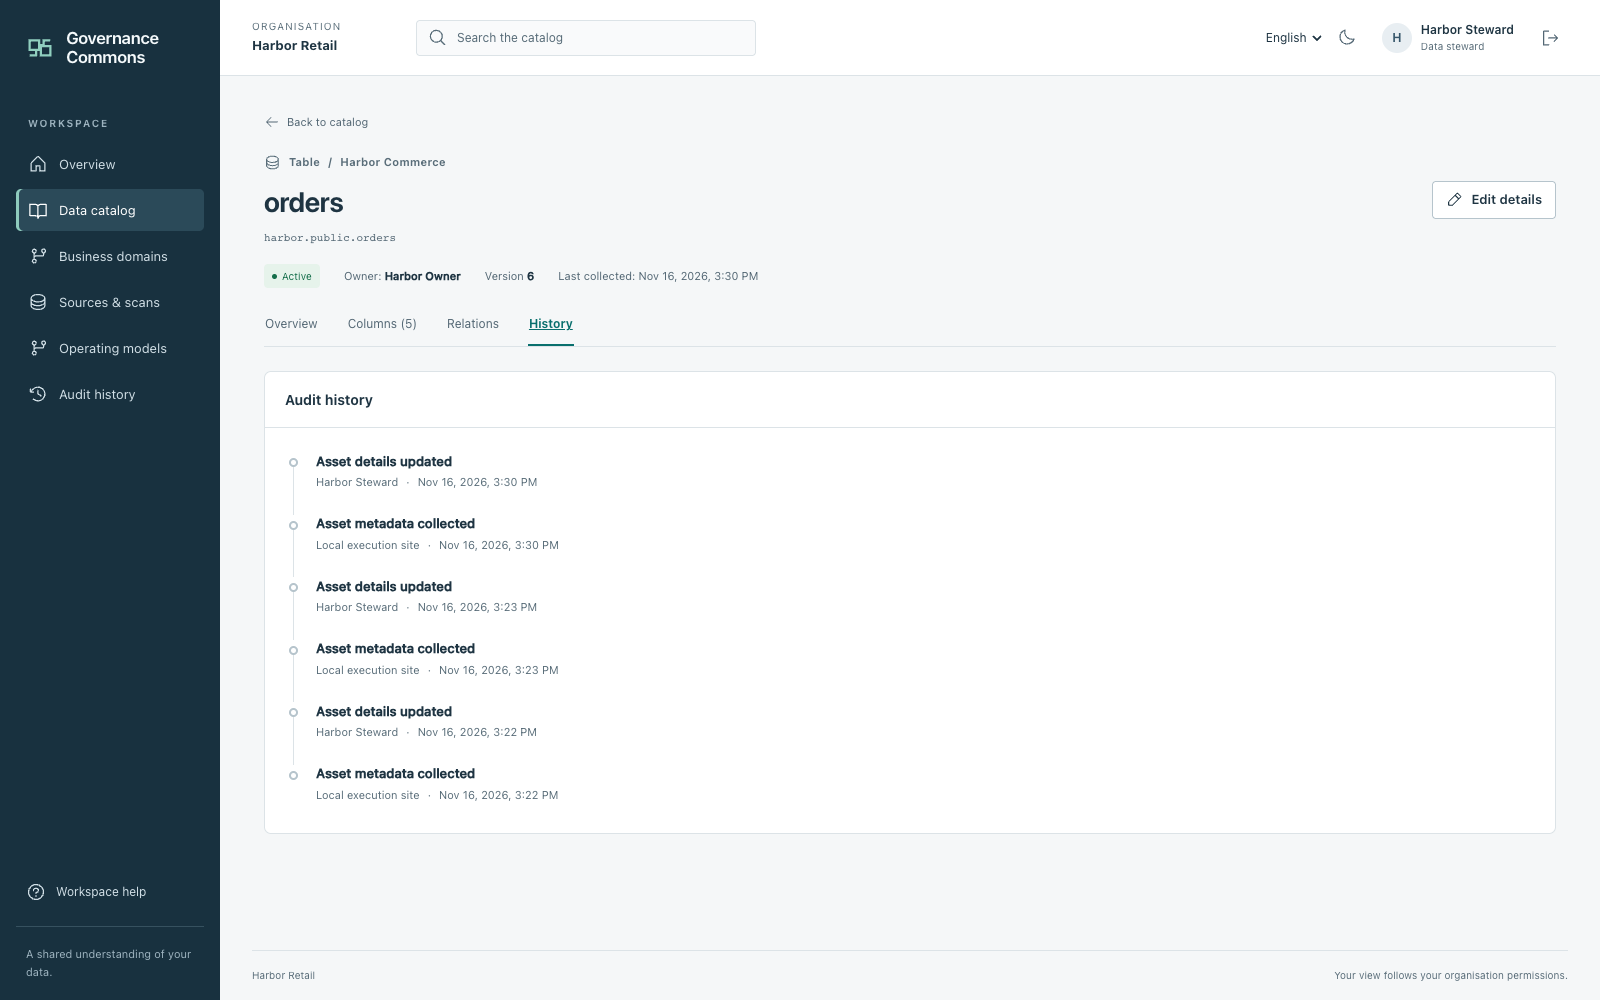 Governance
Commons
WORKSPACE
Overview
Data catalog
Business domains
Sources & scans
Operating models
Audit history
Workspace help
A shared understanding of your
data.
ORGANISATION
Harbor Retail
Search the catalog
English
H
Harbor Steward
Data steward
Back to catalog
Table / Harbor Commerce
orders
Edit details
harbor.public.orders
Active Owner: Harbor Owner Version 6 Last collected: Nov 16, 2026, 3:30 PM
Overview Columns (5) Relations History
Audit history
Asset details updated
Harbor Steward · Nov 16, 2026, 3:30 PM
Asset metadata collected
Local execution site · Nov 16, 2026, 3:30 PM
Asset details updated
Harbor Steward · Nov 16, 2026, 3:23 PM
Asset metadata collected
Local execution site · Nov 16, 2026, 3:23 PM
Asset details updated
Harbor Steward · Nov 16, 2026, 3:22 PM
Asset metadata collected
Local execution site · Nov 16, 2026, 3:22 PM
Harbor Retail
Your view follows your organisation permissions.